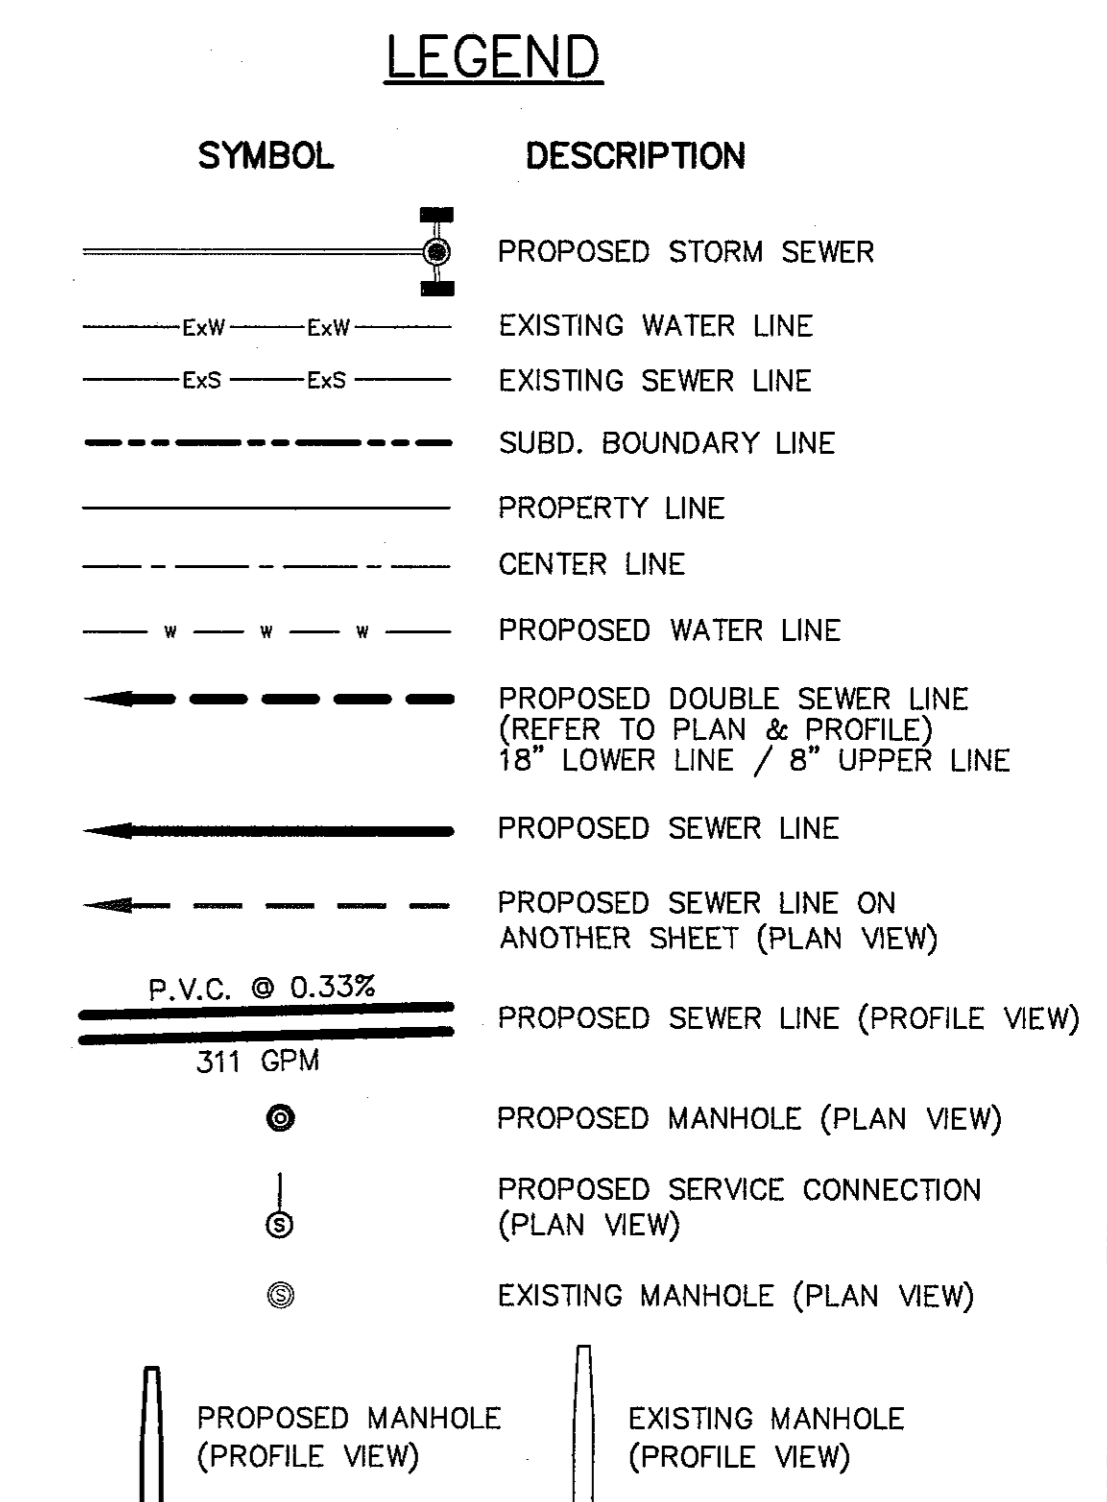 LEGEND
SYMBOL DESCRIPTION
PROPOSED STORM SEWER
ExW ExW EXISTING WATER LINE
ExS ExS EXISTING SEWER LINE
SUBD. BOUNDARY LINE
PROPERTY LINE
CENTER LINE
W W W PROPOSED WATER LINE
PROPOSED DOUBLE SEWER LINE
(REFER TO PLAN & PROFILE)
18" LOWER LINE / 8" UPPER LINE
PROPOSED SEWER LINE
PROPOSED SEWER LINE ON
ANOTHER SHEET (PLAN VIEW)
P.V.C. @ 0.33%
PROPOSED SEWER LINE (PROFILE VIEW)
311 GPM
PROPOSED MANHOLE (PLAN VIEW)
PROPOSED SERVICE CONNECTION
S (PLAN VIEW)
S EXISTING MANHOLE (PLAN VIEW)
PROPOSED MANHOLE
(PROFILE VIEW)
EXISTING MANHOLE
(PROFILE VIEW)